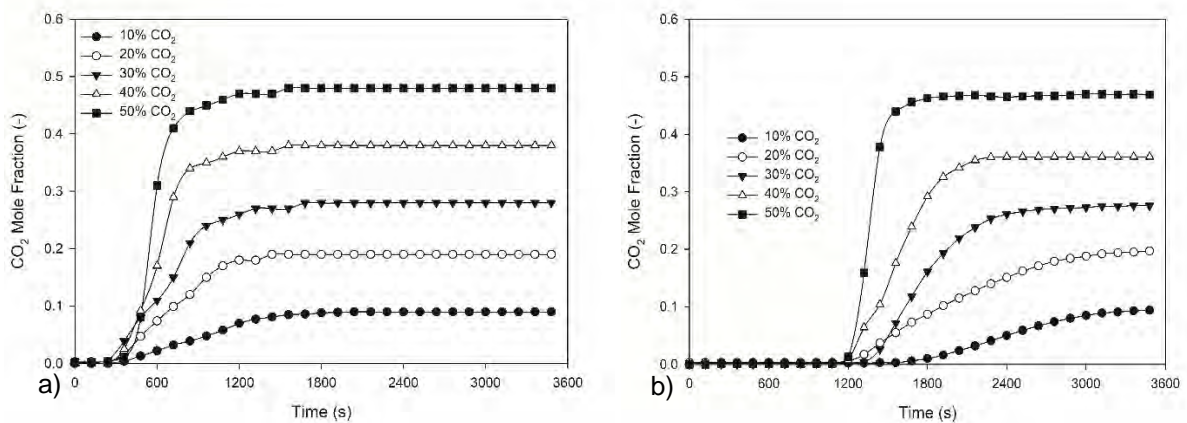 0.6
10% CO₂
20% CO₂
30% CO₂
40% CO₂
50% CO₂
0.5
0.4
0.3
0.2
0.1
0.0
CO₂ Mole Fraction (-)
a)
0 600 1200 1800 2400 3000 3600
Time (s)
0.6
0.5
0.4
0.3
0.2
0.1
0.0
CO₂ Mole Fraction (-)
10% CO₂
20% CO₂
30% CO₂
40% CO₂
50% CO₂
b)
0 600 1200 1800 2400 3000 3600
Time (s)